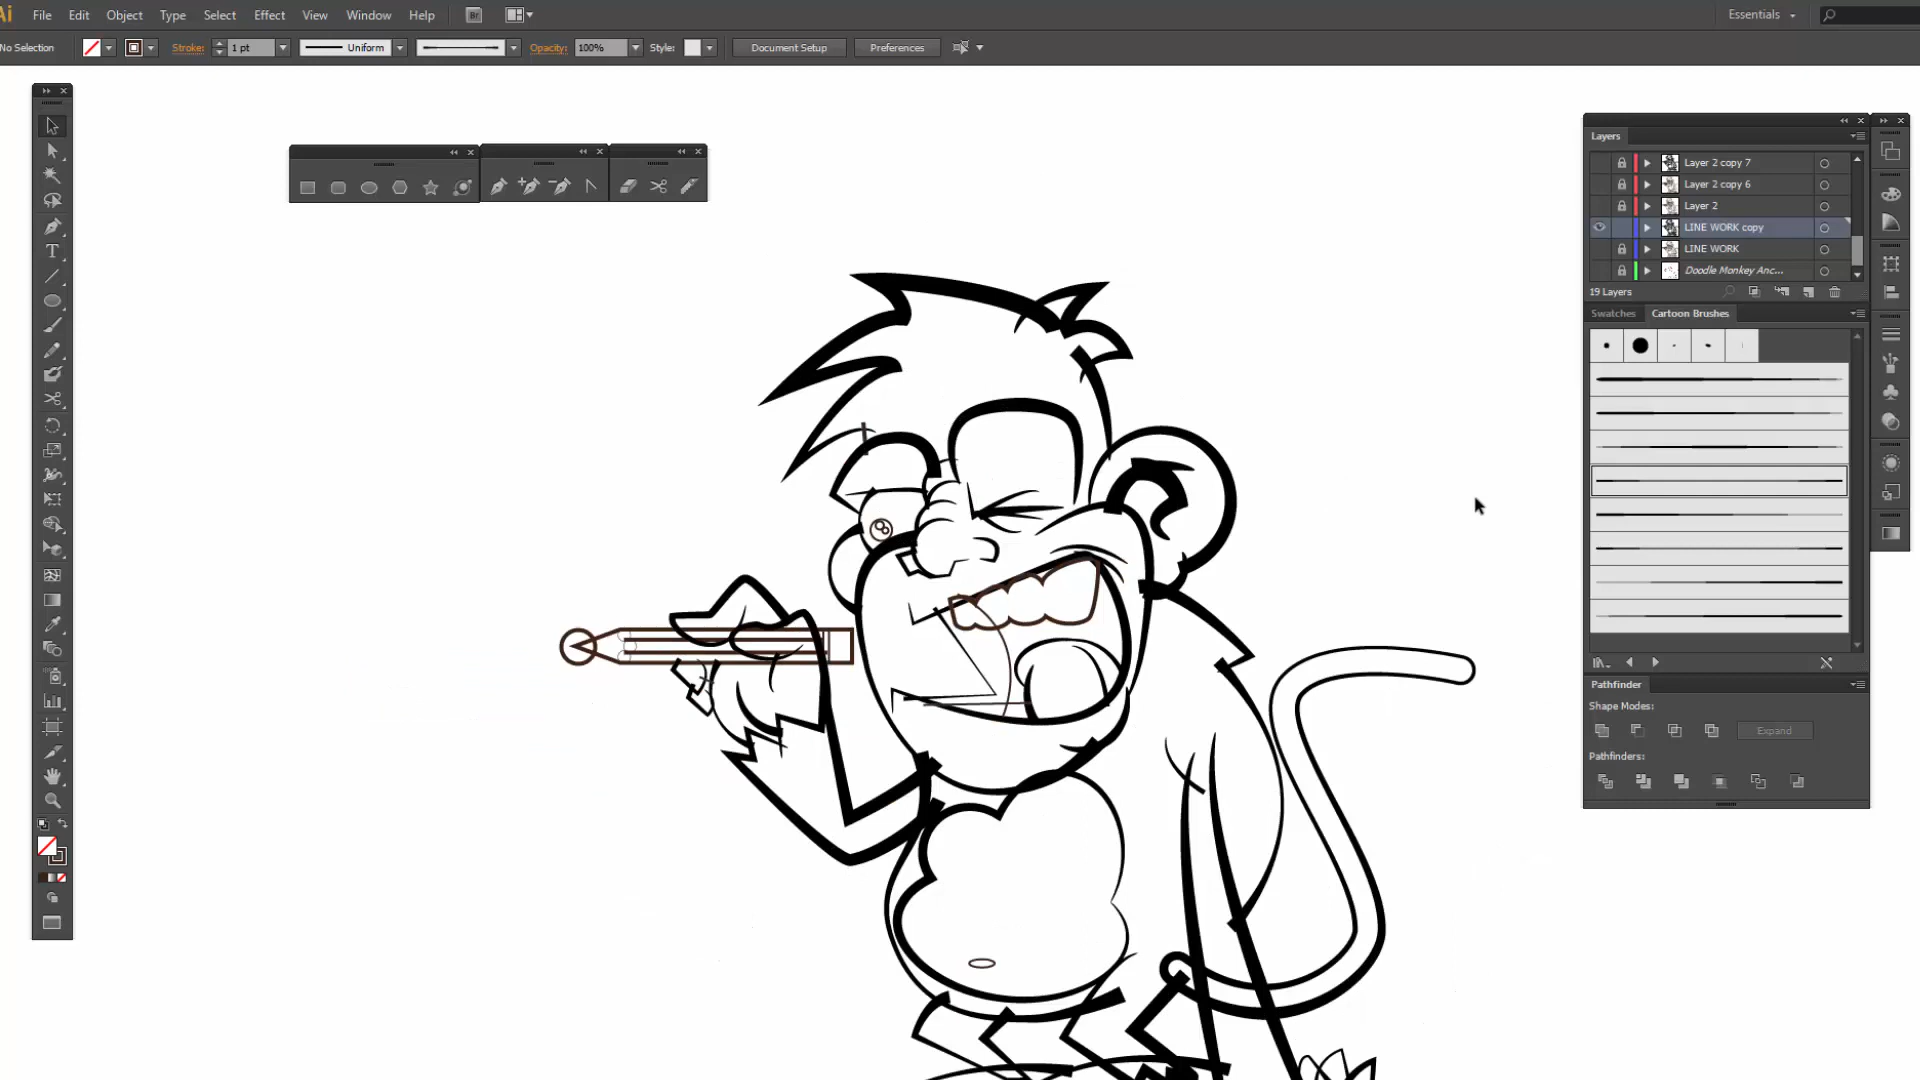 Ai File Edit Object Type Select Effect View Window Help Br Essentials
No Selection Stroke: 1 pt Uniform Opacity: 100% Style: Document Setup Preferences
Layers
Layer 2 copy 7
Layer 2 copy 6
Layer 2
LINE WORK copy
LINE WORK
Doodle Monkey Anc...
19 Layers
Swatches Cartoon Brushes
Pathfinder
Shape Modes:
Expand
Pathfinders: